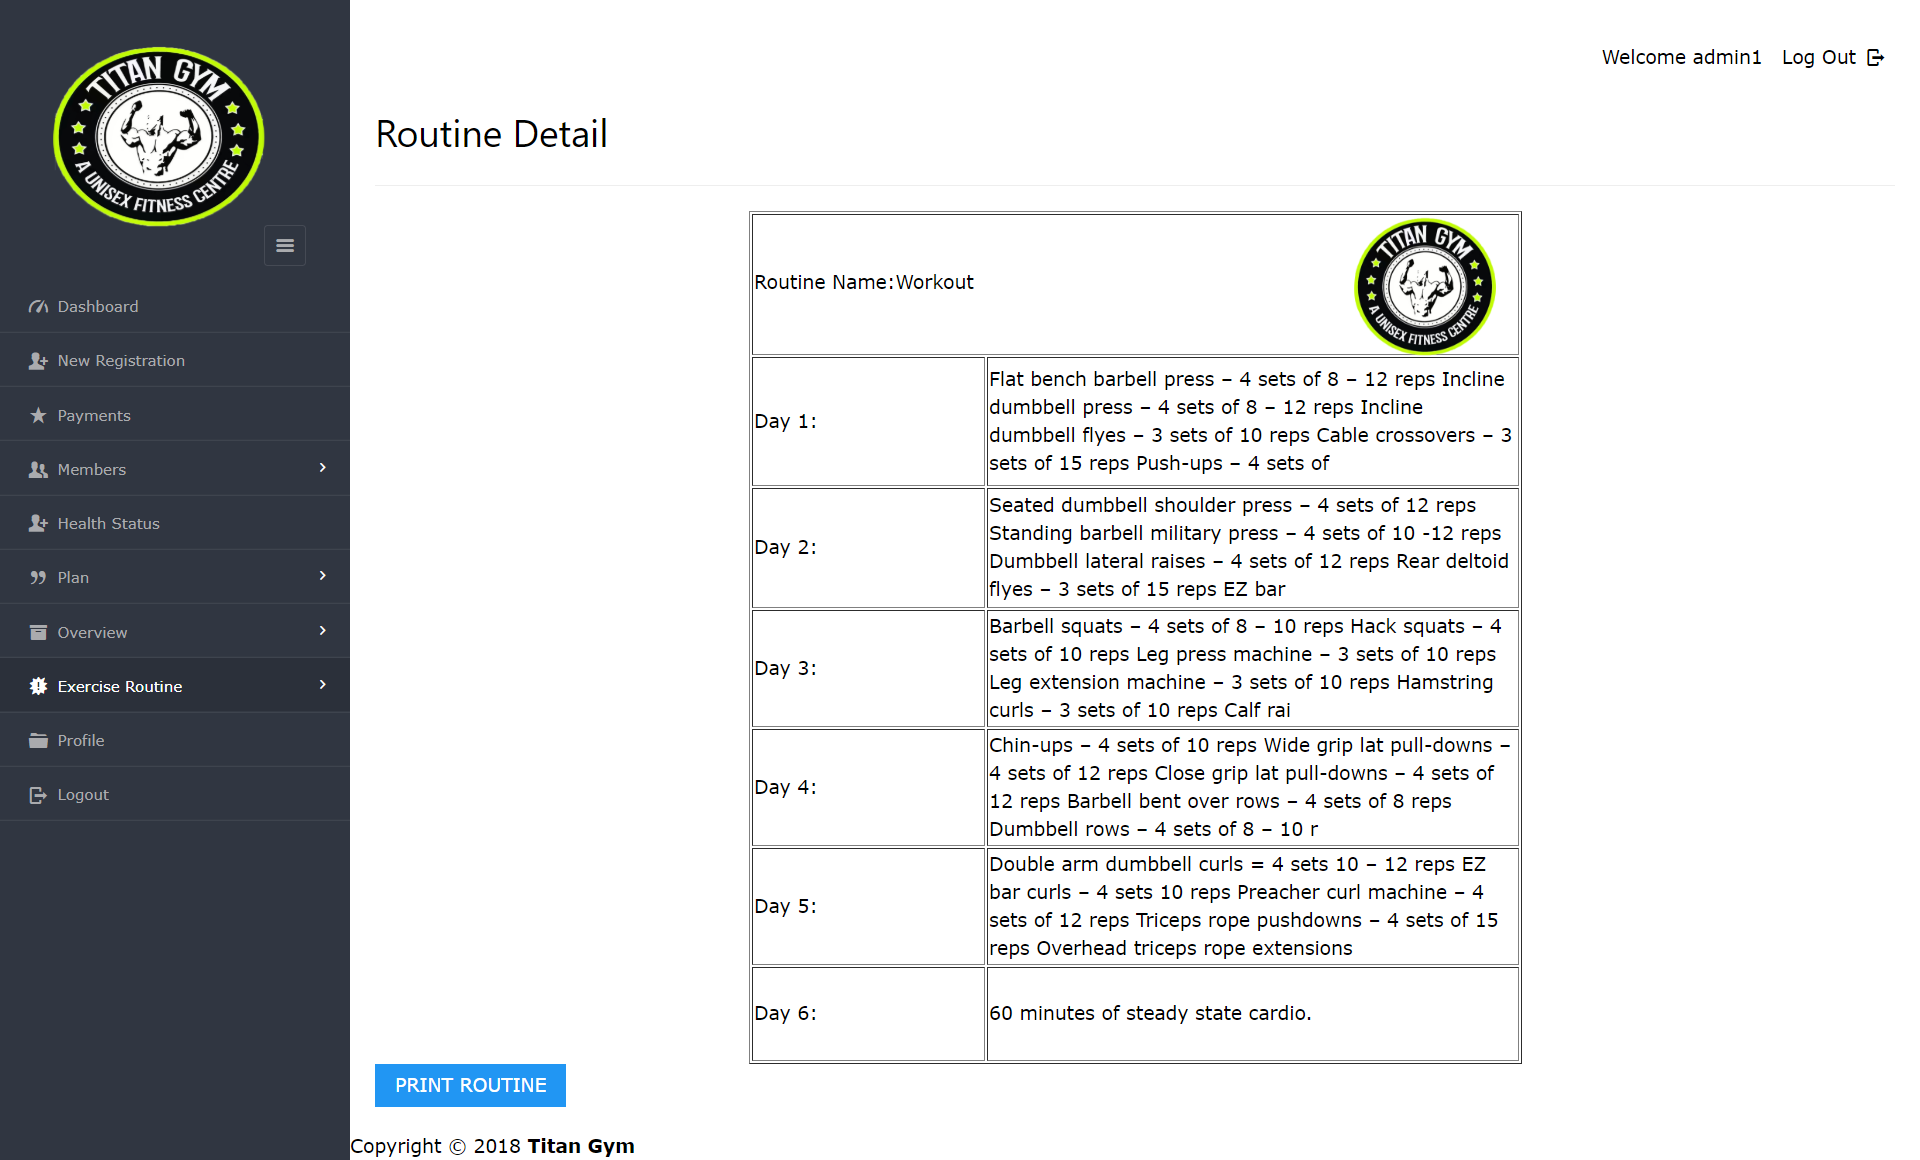 TITAN GYM
A UNISEX FITNESS CENTRE
Welcome admin1 Log Out
Dashboard
New Registration
Payments
Members
Health Status
Plan
Overview
Exercise Routine
Profile
Logout
Routine Detail
Routine Name:Workout
TITAN GYM
A UNISEX FITNESS CENTRE
Day 1:
Flat bench barbell press – 4 sets of 8 – 12 reps Incline
dumbbell press – 4 sets of 8 – 12 reps Incline
dumbbell flyes – 3 sets of 10 reps Cable crossovers – 3
sets of 15 reps Push-ups – 4 sets of
Day 2:
Seated dumbbell shoulder press – 4 sets of 12 reps
Standing barbell military press – 4 sets of 10 -12 reps
Dumbbell lateral raises – 4 sets of 12 reps Rear deltoid
flyes – 3 sets of 15 reps EZ bar
Day 3:
Barbell squats – 4 sets of 8 – 10 reps Hack squats – 4
sets of 10 reps Leg press machine – 3 sets of 10 reps
Leg extension machine – 3 sets of 10 reps Hamstring
curls – 3 sets of 10 reps Calf rai
Day 4:
Chin-ups – 4 sets of 10 reps Wide grip lat pull-downs –
4 sets of 12 reps Close grip lat pull-downs – 4 sets of
12 reps Barbell bent over rows – 4 sets of 8 reps
Dumbbell rows – 4 sets of 8 – 10 r
Day 5:
Double arm dumbbell curls = 4 sets 10 – 12 reps EZ
bar curls – 4 sets 10 reps Preacher curl machine – 4
sets of 12 reps Triceps rope pushdowns – 4 sets of 15
reps Overhead triceps rope extensions
Day 6:
60 minutes of steady state cardio.
PRINT ROUTINE
Copyright © 2018 Titan Gym